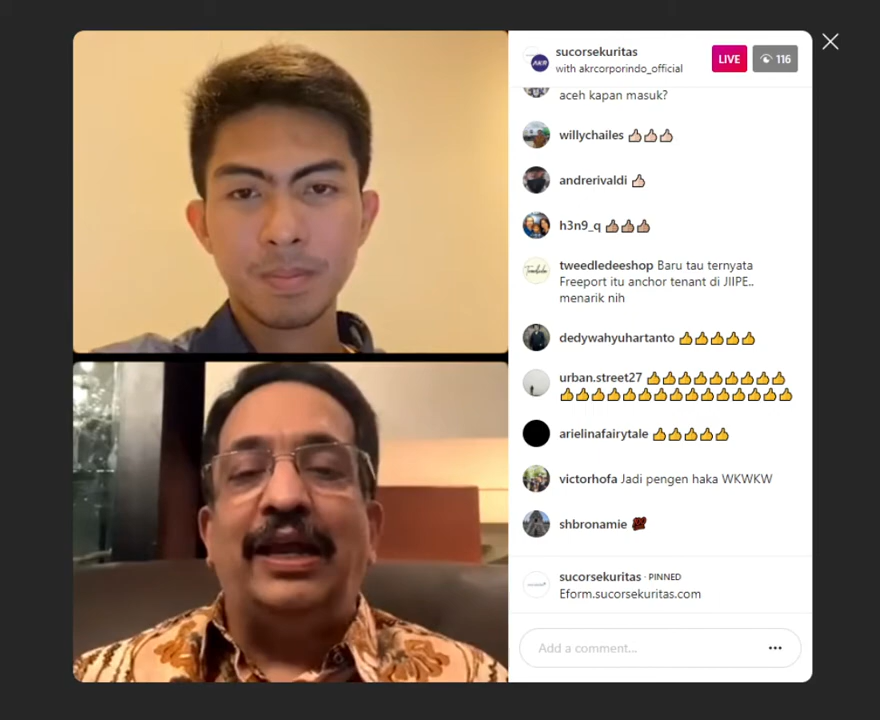 AKR
sucorsekuritas
with akrcorporindo_official
LIVE
116
aceh kapan masuk?
willychailes
andrerivaldi
h3n9_q
tweedledeeshop Baru tau ternyata
Freeport itu anchor tenant di JIIPE..
menarik nih
dedywahyuhartanto
urban.street27
arielinafairytale
victorhofa Jadi pengen haka WKWKW
shbronamie 💯
sucorsekuritas · PINNED
Eform.sucorsekuritas.com
Add a comment...